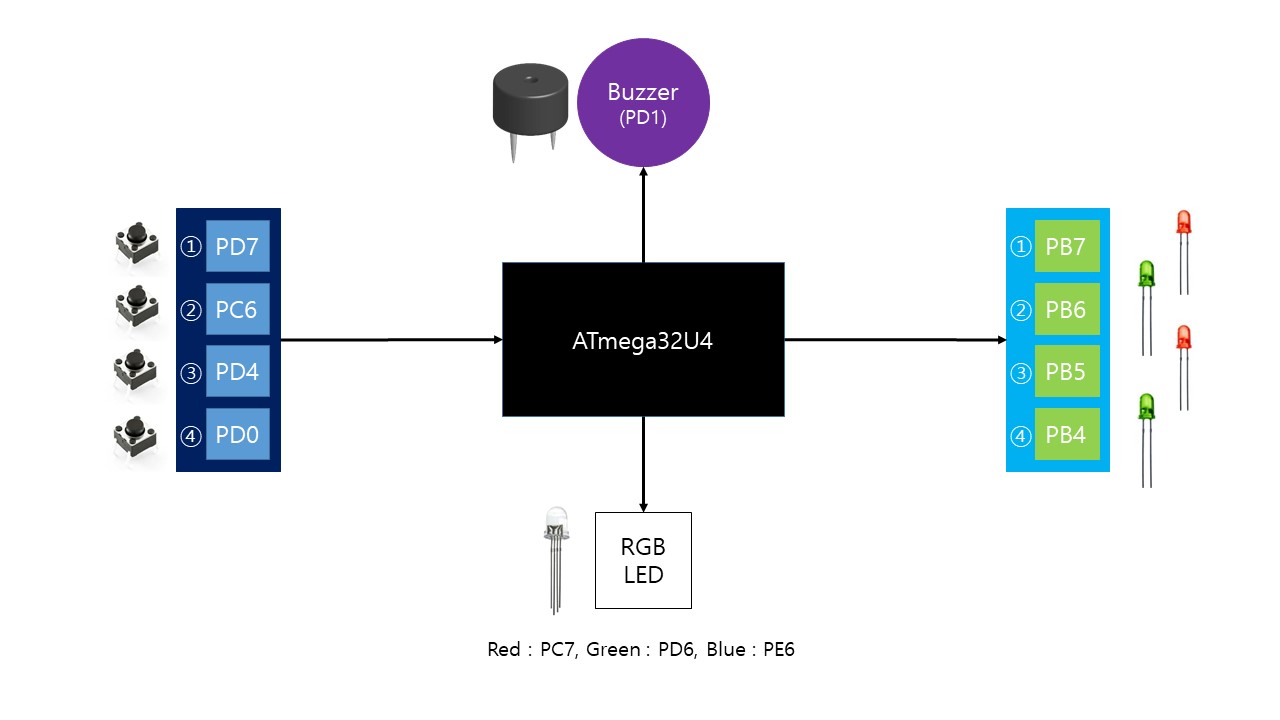 Buzzer
(PD1)
① PD7
② PC6
③ PD4
④ PD0
ATmega32U4
① PB7
② PB6
③ PB5
④ PB4
RGB
LED
Red : PC7, Green : PD6, Blue : PE6